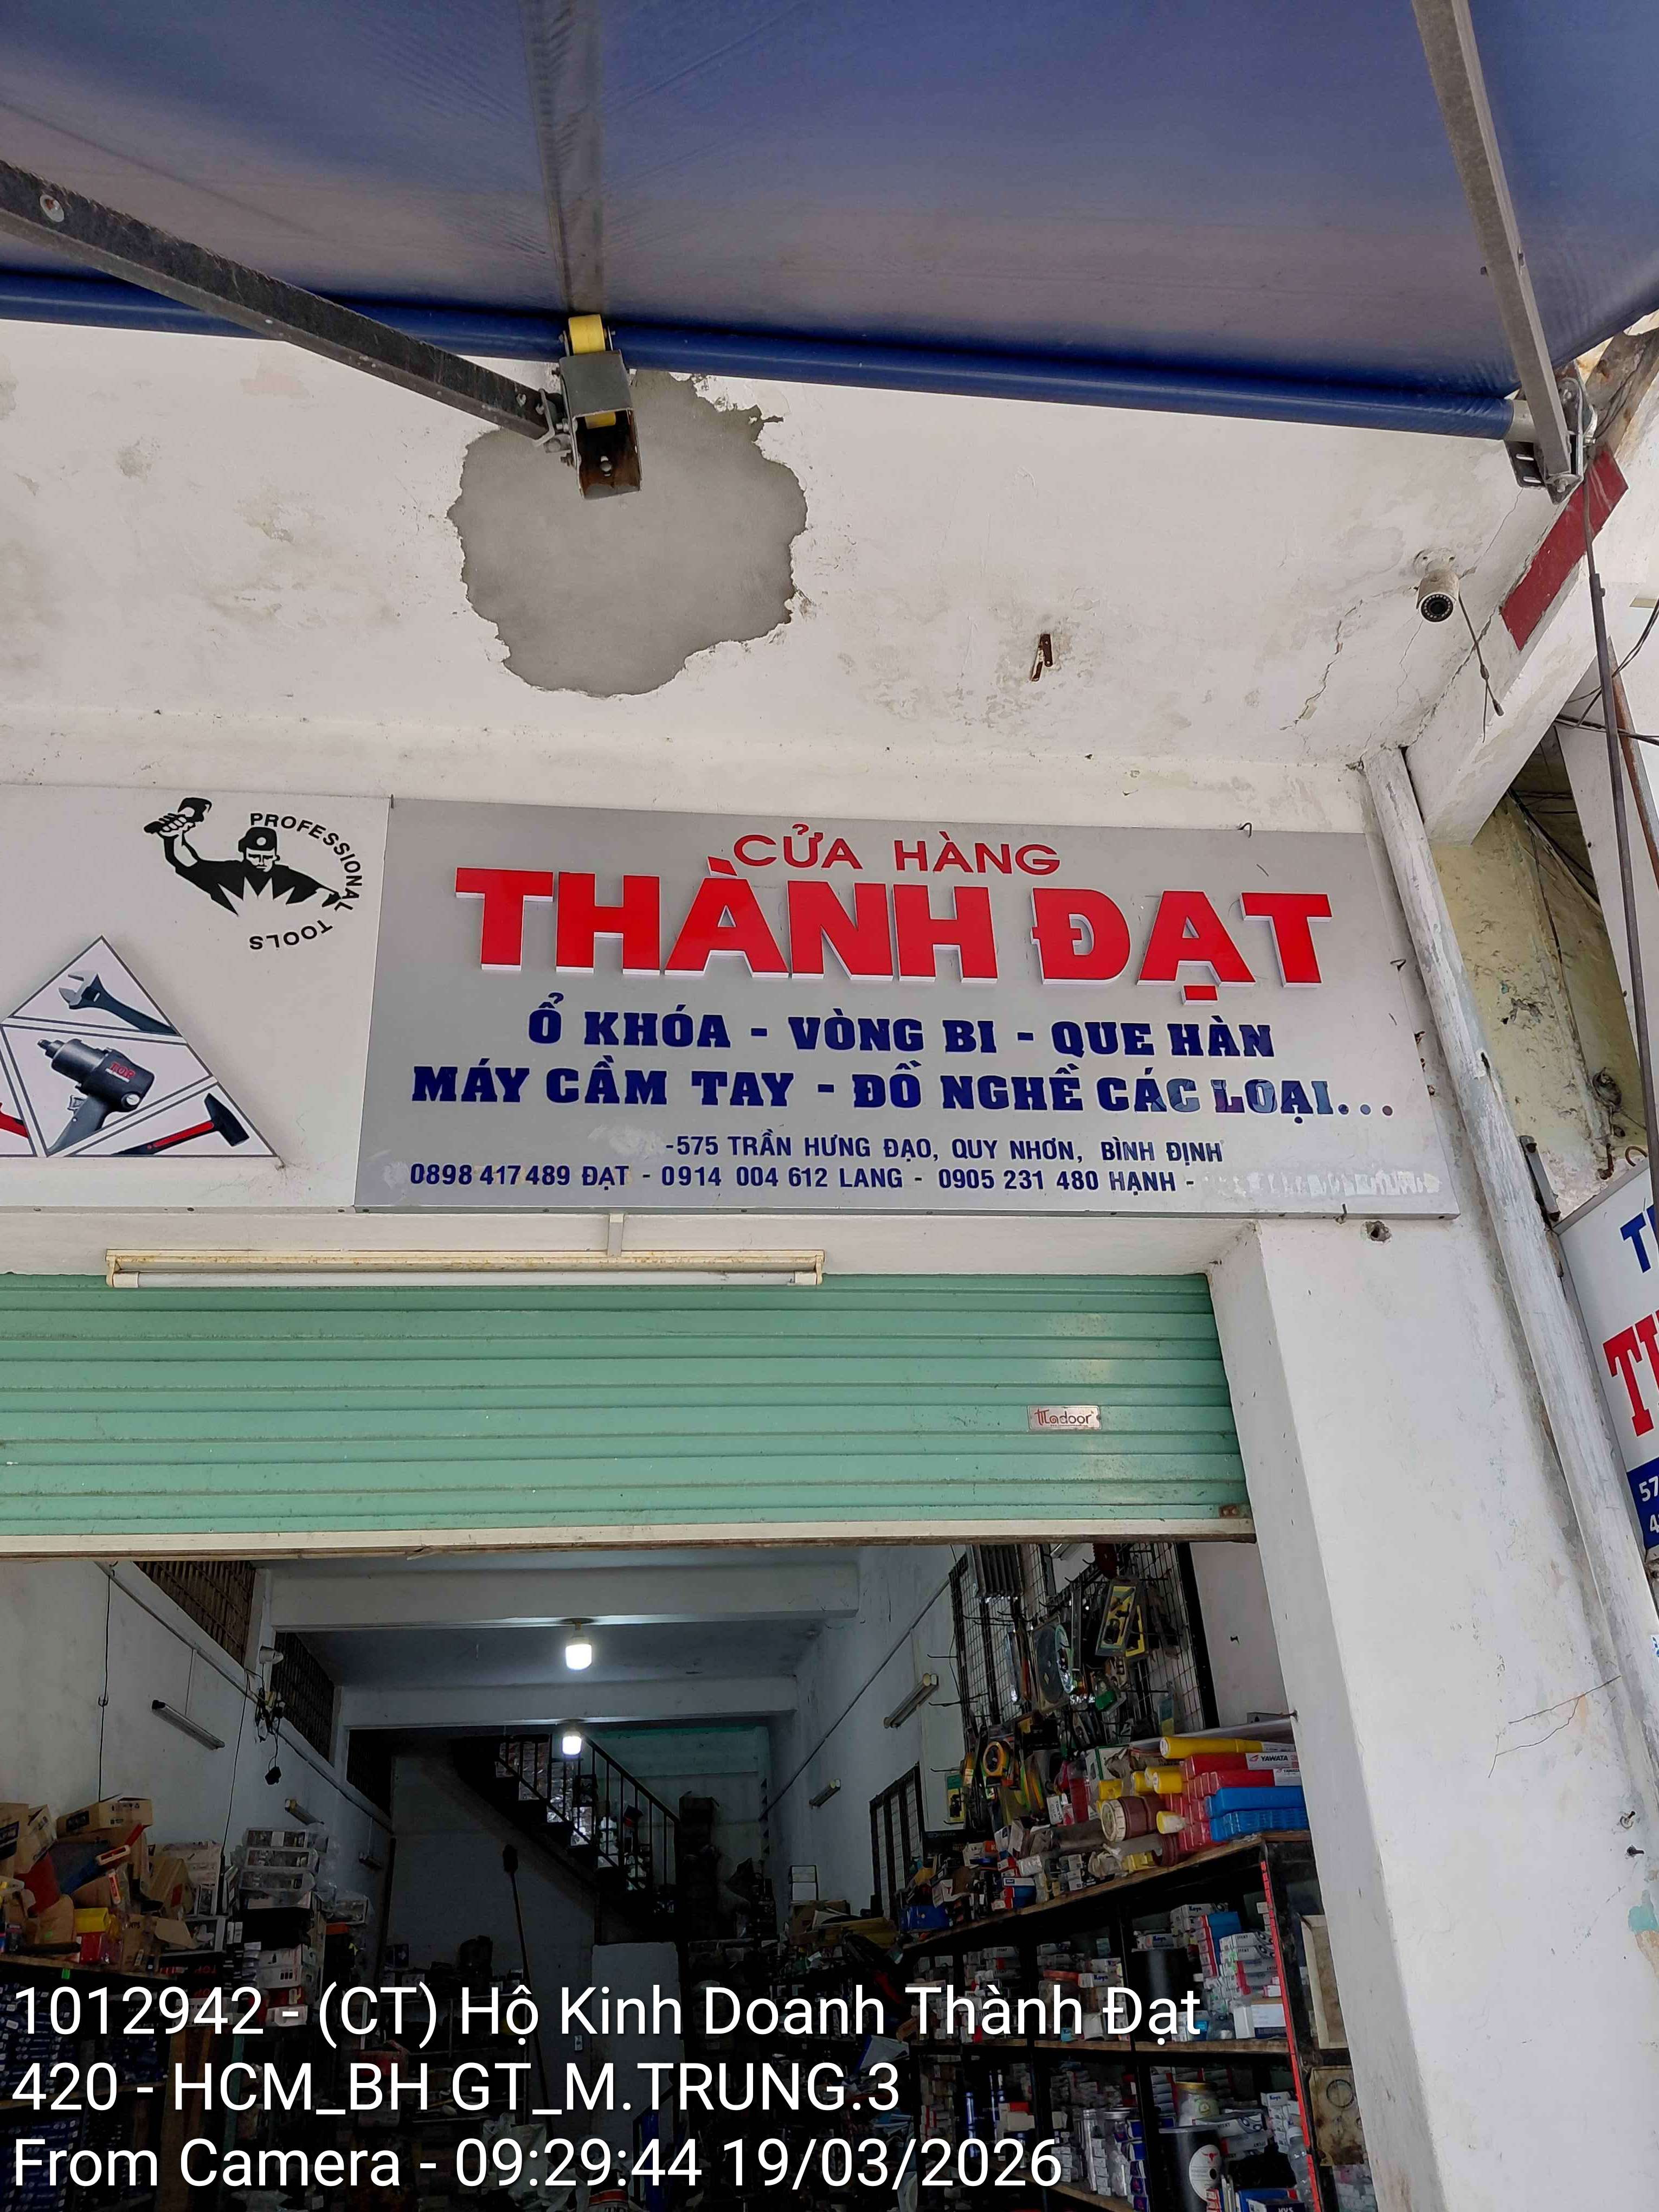 PROFESSIONAL TOOLS
CỬA HÀNG
THÀNH ĐẠT
Ổ KHÓA - VÒNG BI - QUE HÀN
MÁY CẦM TAY - ĐỒ NGHỀ CÁC LOẠI...
-575 TRẦN HƯNG ĐẠO, QUY NHƠN, BÌNH ĐỊNH
0898 417 489 ĐẠT - 0914 004 612 LANG - 0905 231 480 HẠNH -
Madoor
57
YAWATA
1012942 - (CT) Hộ Kinh Doanh Thành Đạt
420 - HCM_BH GT_M.TRUNG.3
From Camera - 09:29:44 19/03/2026